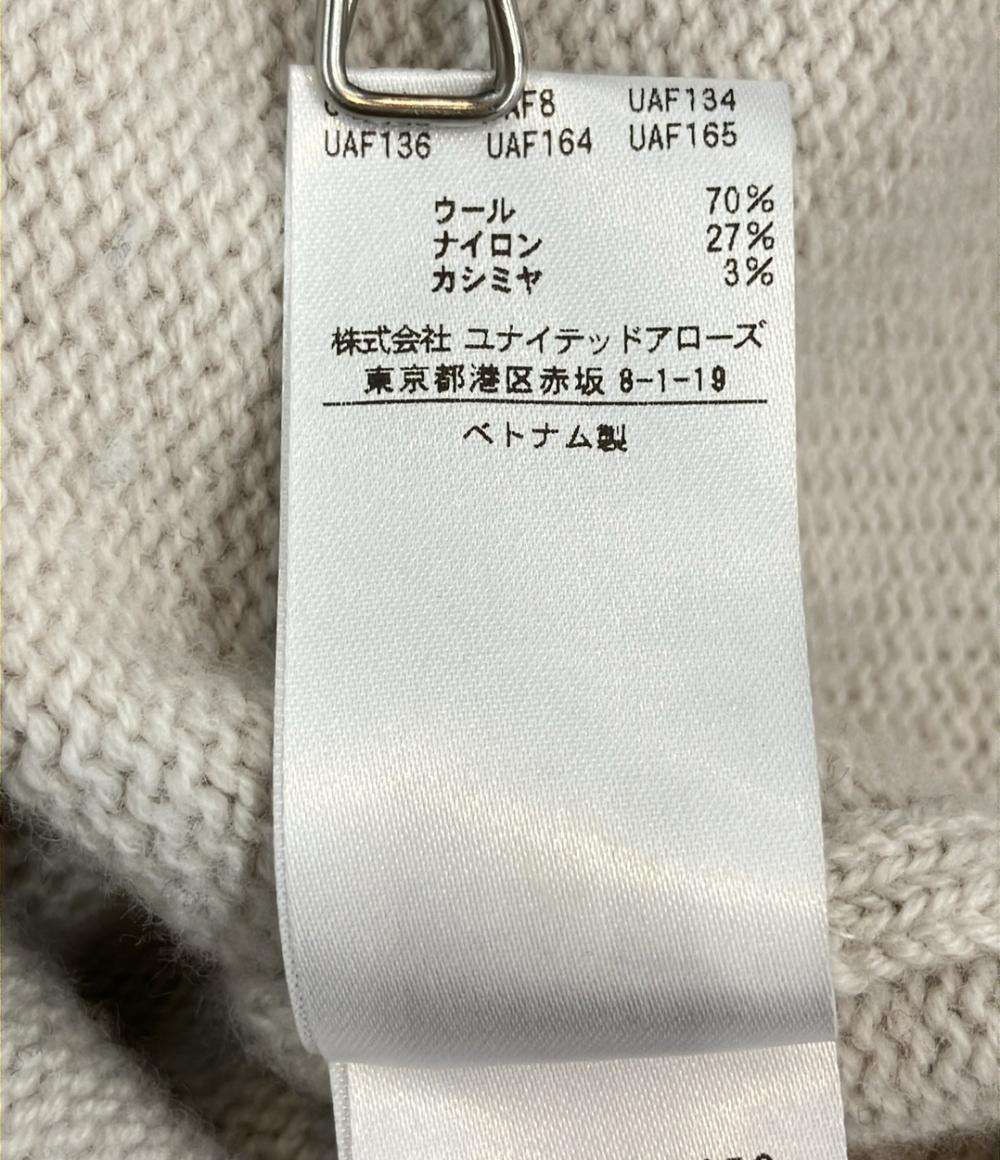 UAF134
UAF136 UAF164 UAF165
ウール 70%
ナイロン 27%
カシミヤ 3%
株式会社 ユナイテッドアローズ
東京都港区赤坂 8-1-19
ベトナム製